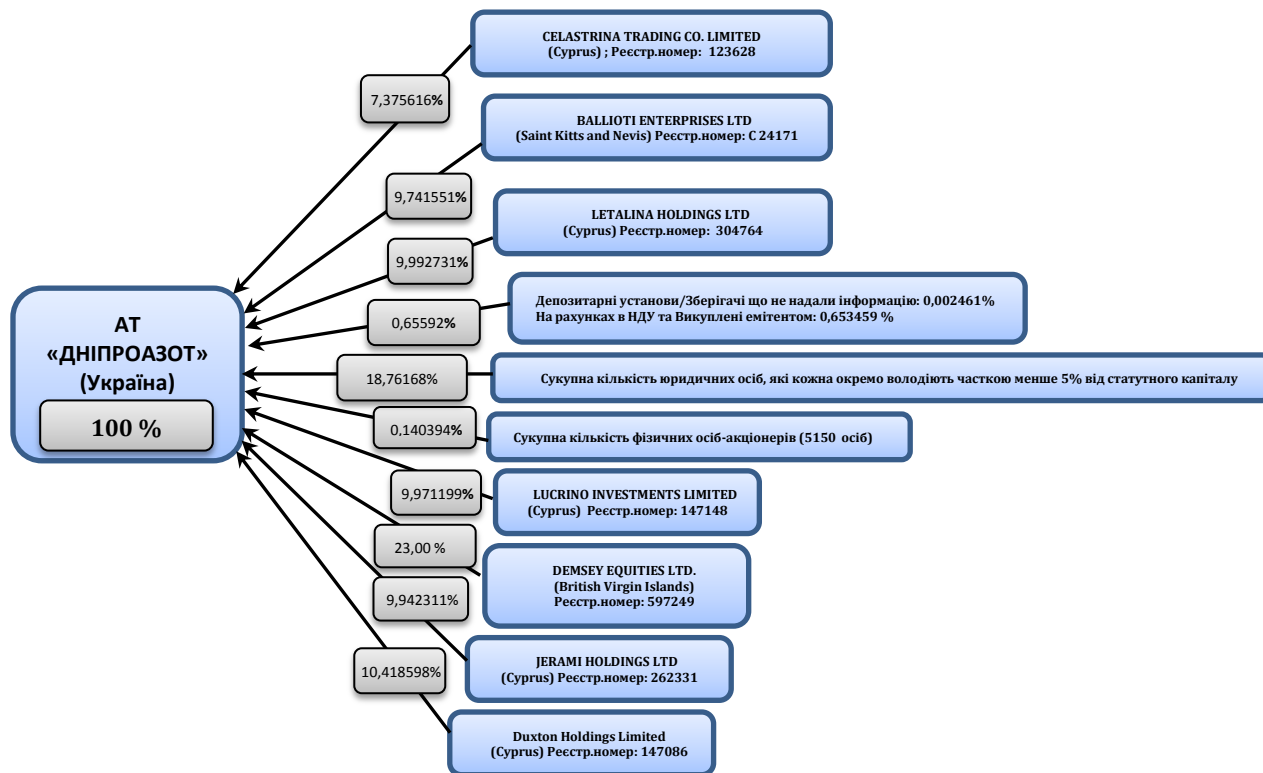 CELASTRINA TRADING CO. LIMITED
(Cyprus) ; Реєстр.номер: 123628
7,375616%
BALLIOTI ENTERPRISES LTD
(Saint Kitts and Nevis) Реєстр.номер: C 24171
9,741551%
LETALINA HOLDINGS LTD
(Cyprus) Реєстр.номер: 304764
9,992731%
Депозитарні установи/Зберігачі що не надали інформацію: 0,002461%
На рахунках в НДУ та Викуплені емітентом: 0,653459 %
0,65592%
АТ
«ДНІПРОАЗОТ»
(Україна)
100 %
18,76168%
Сукупна кількість юридичних осіб, які кожна окремо володіють часткою менше 5% від статутного капіталу
0,140394%
Сукупна кількість фізичних осіб-акціонерів (5150 осіб)
9,971199%
LUCRINO INVESTMENTS LIMITED
(Cyprus) Реєстр.номер: 147148
23,00 %
DEMSEY EQUITIES LTD.
(British Virgin Islands)
Реєстр.номер: 597249
9,942311%
JERAMI HOLDINGS LTD
(Cyprus) Реєстр.номер: 262331
10,418598%
Duxton Holdings Limited
(Cyprus) Реєстр.номер: 147086